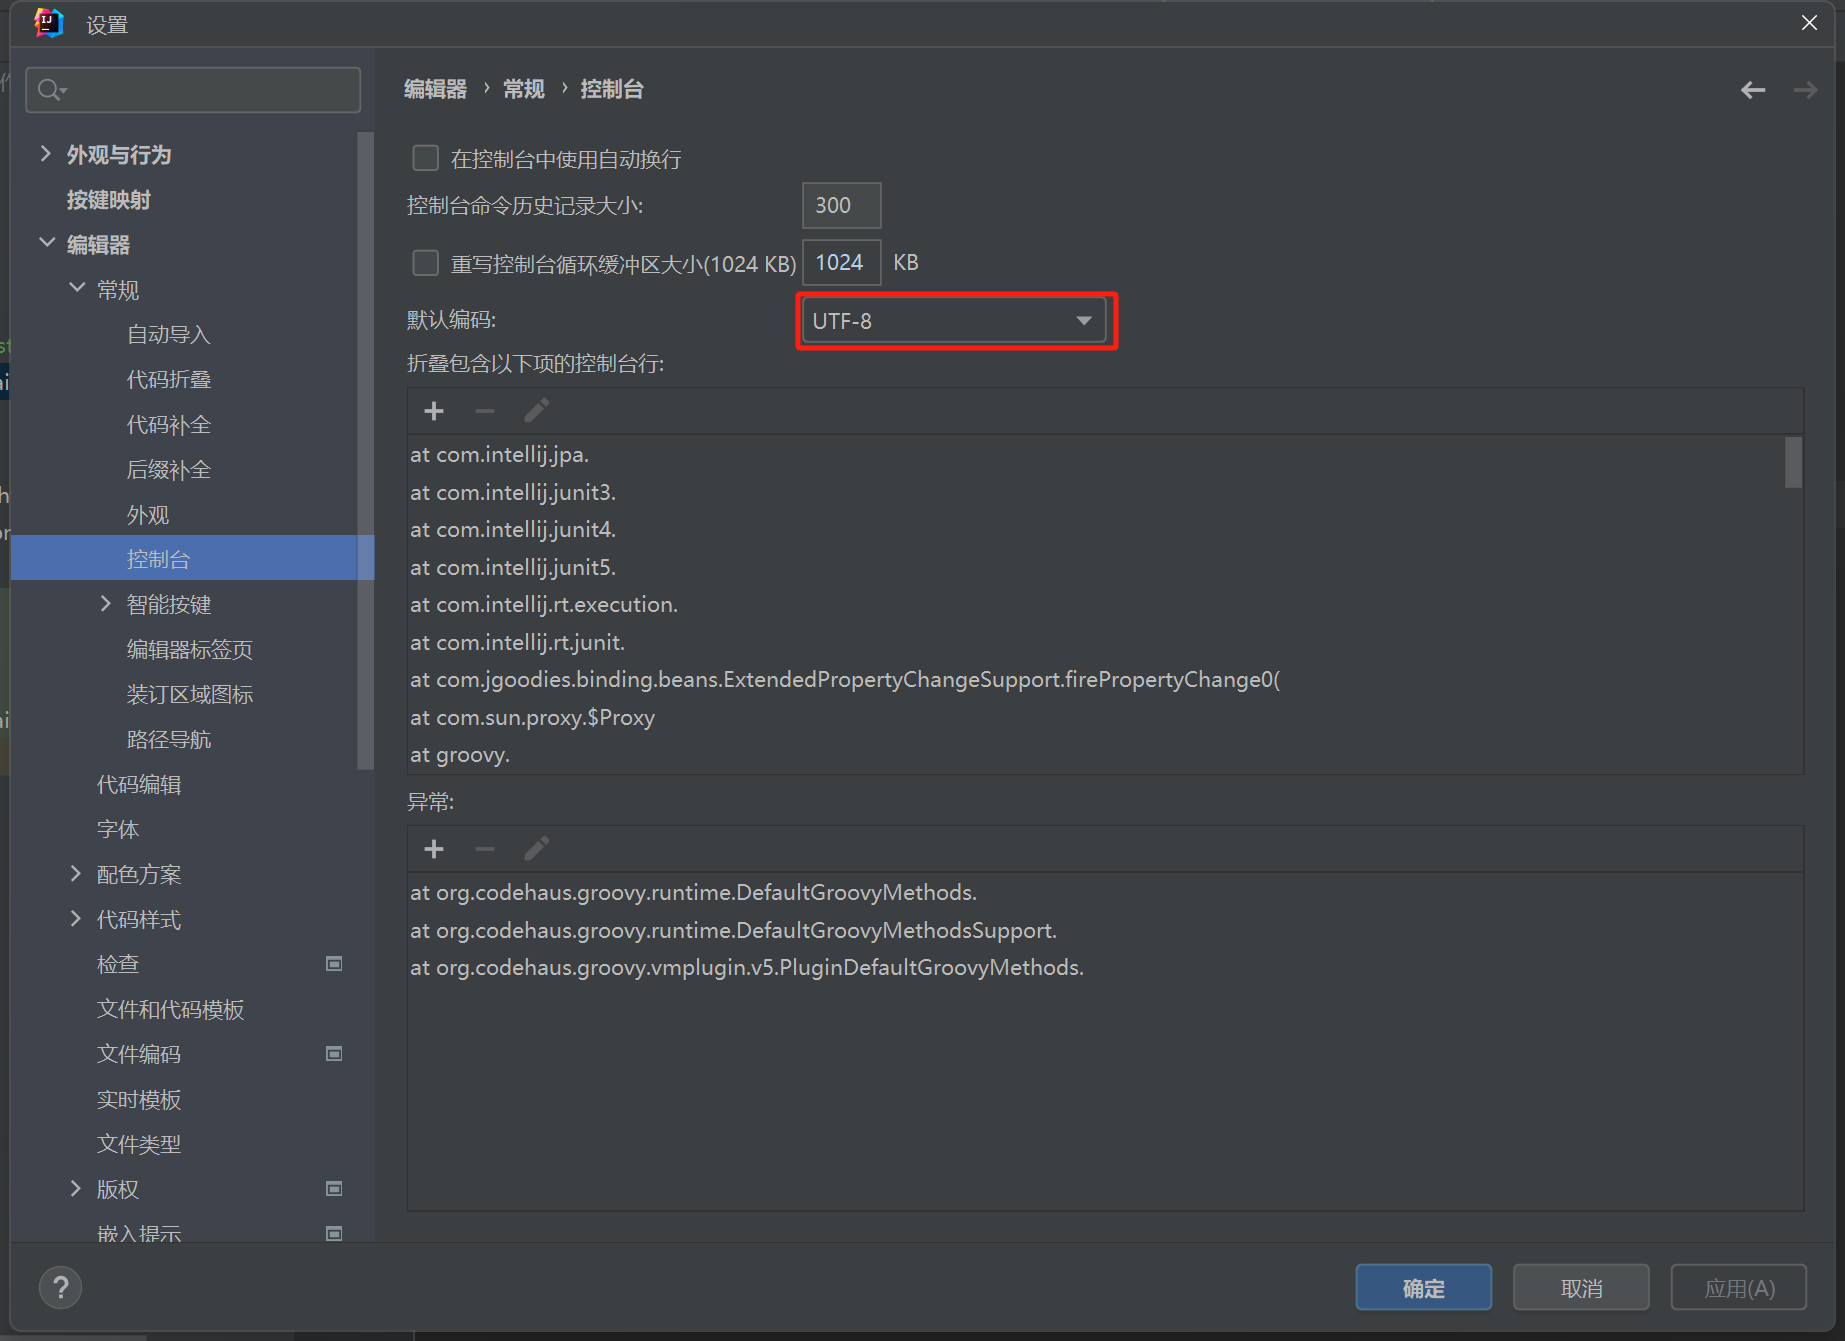 设置
外观与行为
按键映射
编辑器
常规
自动导入
代码折叠
代码补全
后缀补全
外观
控制台
智能按键
编辑器标签页
装订区域图标
路径导航
代码编辑
字体
配色方案
代码样式
检查
文件和代码模板
文件编码
实时模板
文件类型
版权
嵌入提示
编辑器 › 常规 › 控制台
在控制台中使用自动换行
控制台命令历史记录大小: 300
重写控制台循环缓冲区大小(1024 KB) 1024 KB
默认编码: UTF-8
折叠包含以下项的控制台行:
at com.intellij.jpa.
at com.intellij.junit3.
at com.intellij.junit4.
at com.intellij.junit5.
at com.intellij.rt.execution.
at com.intellij.rt.junit.
at com.jgoodies.binding.beans.ExtendedPropertyChangeSupport.firePropertyChange0(
at com.sun.proxy.$Proxy
at groovy.
异常:
at org.codehaus.groovy.runtime.DefaultGroovyMethods.
at org.codehaus.groovy.runtime.DefaultGroovyMethodsSupport.
at org.codehaus.groovy.vmplugin.v5.PluginDefaultGroovyMethods.
?
确定
取消
应用(A)